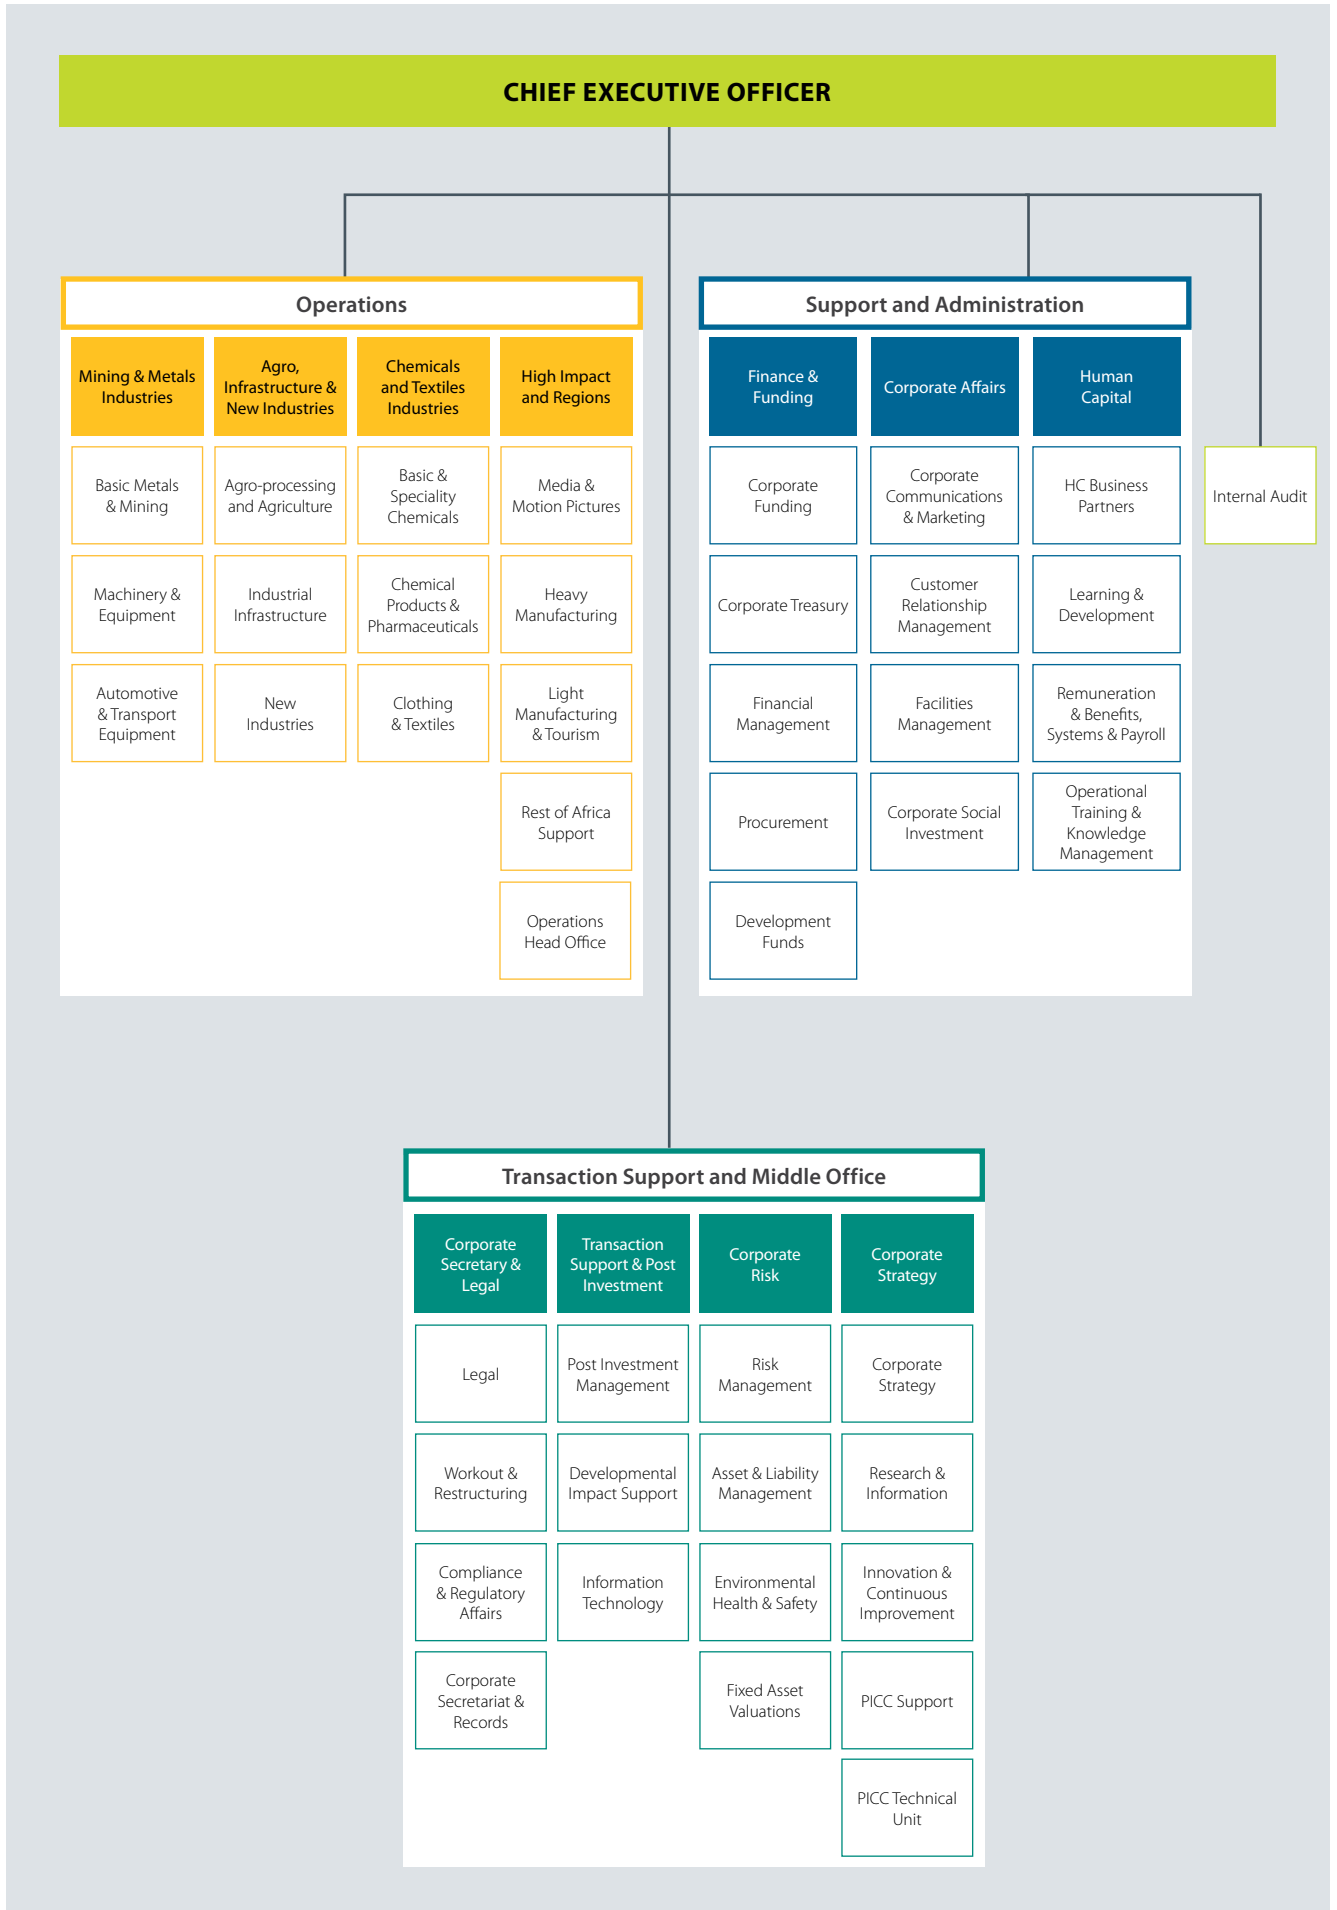 CHIEF EXECUTIVE OFFICER
Operations
Mining & Metals
Industries
Basic Metals
& Mining
Machinery &
Equipment
Automotive
& Transport
Equipment
Agro,
Infrastructure &
New Industries
Agro-processing
and Agriculture
Industrial
Infrastructure
New
Industries
Chemicals
and Textiles
Industries
Basic &
Speciality
Chemicals
Chemical
Products &
Pharmaceuticals
Clothing
& Textiles
High Impact
and Regions
Media &
Motion Pictures
Heavy
Manufacturing
Light
Manufacturing
& Tourism
Rest of Africa
Support
Operations
Head Office
Support and Administration
Finance &
Funding
Corporate
Funding
Corporate Treasury
Financial
Management
Procurement
Development
Funds
Corporate Affairs
Corporate
Communications
& Marketing
Customer
Relationship
Management
Facilities
Management
Corporate Social
Investment
Human
Capital
HC Business
Partners
Learning &
Development
Remuneration
& Benefits,
Systems & Payroll
Operational
Training &
Knowledge
Management
Internal Audit
Transaction Support and Middle Office
Corporate
Secretary &
Legal
Legal
Workout &
Restructuring
Compliance
& Regulatory
Affairs
Corporate
Secretariat &
Records
Transaction
Support & Post
Investment
Post Investment
Management
Developmental
Impact Support
Information
Technology
Corporate
Risk
Risk
Management
Asset & Liability
Management
Environmental
Health & Safety
Fixed Asset
Valuations
Corporate
Strategy
Corporate
Strategy
Research &
Information
Innovation &
Continuous
Improvement
PICC Support
PICC Technical
Unit